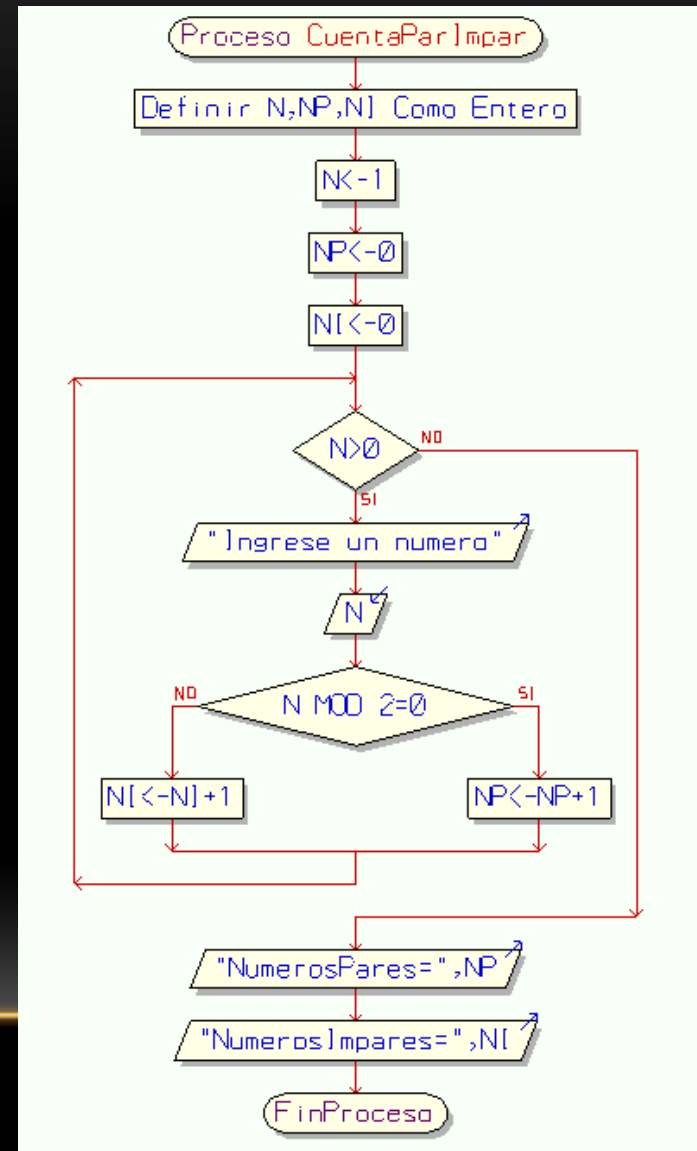 Proceso CuentaParImpar
Definir N,NP,NI Como Entero
N<-1
NP<-0
NI<-0
N>0
NO
SI
"Ingrese un numero"
N
N MOD 2=0
NO
SI
NI<-NI+1
NP<-NP+1
"NumerosPares=",NP
"NumerosImpares=",NI
FinProceso